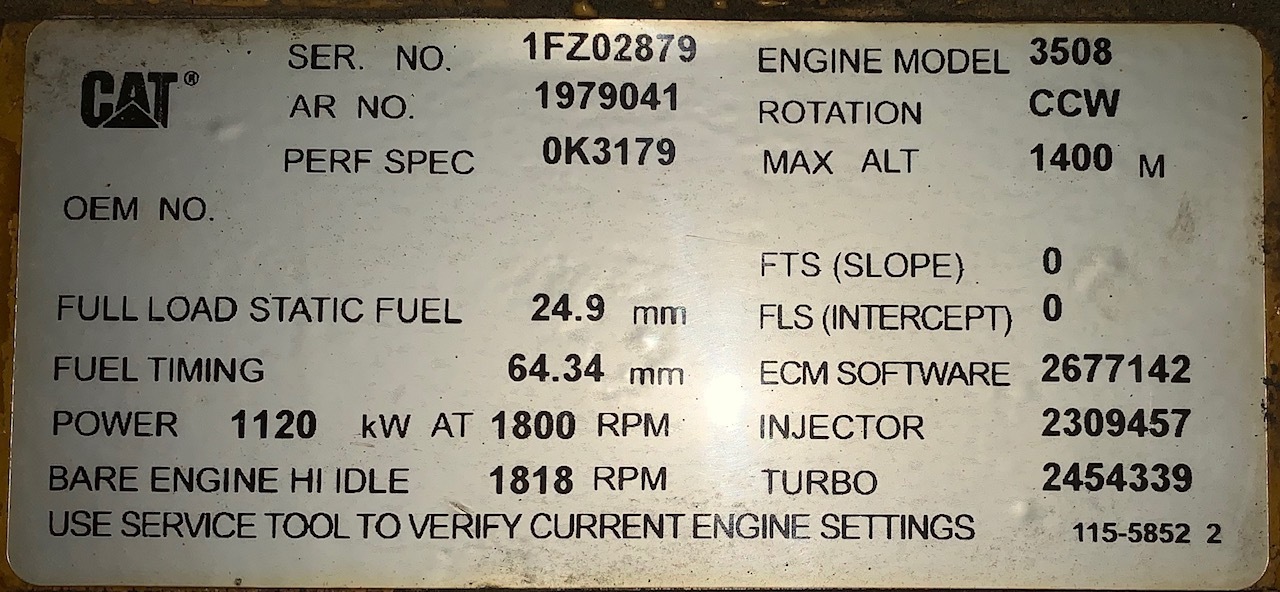 CAT® SER. NO. 1FZ02879 ENGINE MODEL 3508
AR NO. 1979041 ROTATION CCW
PERF SPEC 0K3179 MAX ALT 1400 M
OEM NO.
FTS (SLOPE) 0
FULL LOAD STATIC FUEL 24.9 mm FLS (INTERCEPT) 0
FUEL TIMING 64.34 mm ECM SOFTWARE 2677142
POWER 1120 kW AT 1800 RPM INJECTOR 2309457
BARE ENGINE HI IDLE 1818 RPM TURBO 2454339
USE SERVICE TOOL TO VERIFY CURRENT ENGINE SETTINGS 115-5852 2